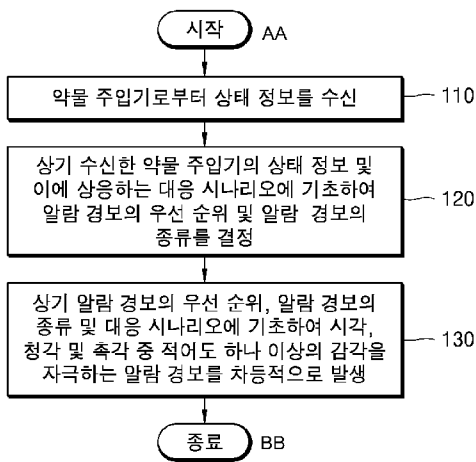 시작 AA
약물 주입기로부터 상태 정보를 수신 110
상기 수신한 약물 주입기의 상태 정보 및
이에 상응하는 대응 시나리오에 기초하여
알람 경보의 우선 순위 및 알람 경보의
종류를 결정
120
상기 알람 경보의 우선 순위, 알람 경보의
종류 및 대응 시나리오에 기초하여 시각,
청각 및 촉각 중 적어도 하나 이상의 감각을
자극하는 알람 경보를 차등적으로 발생
130
종료 BB